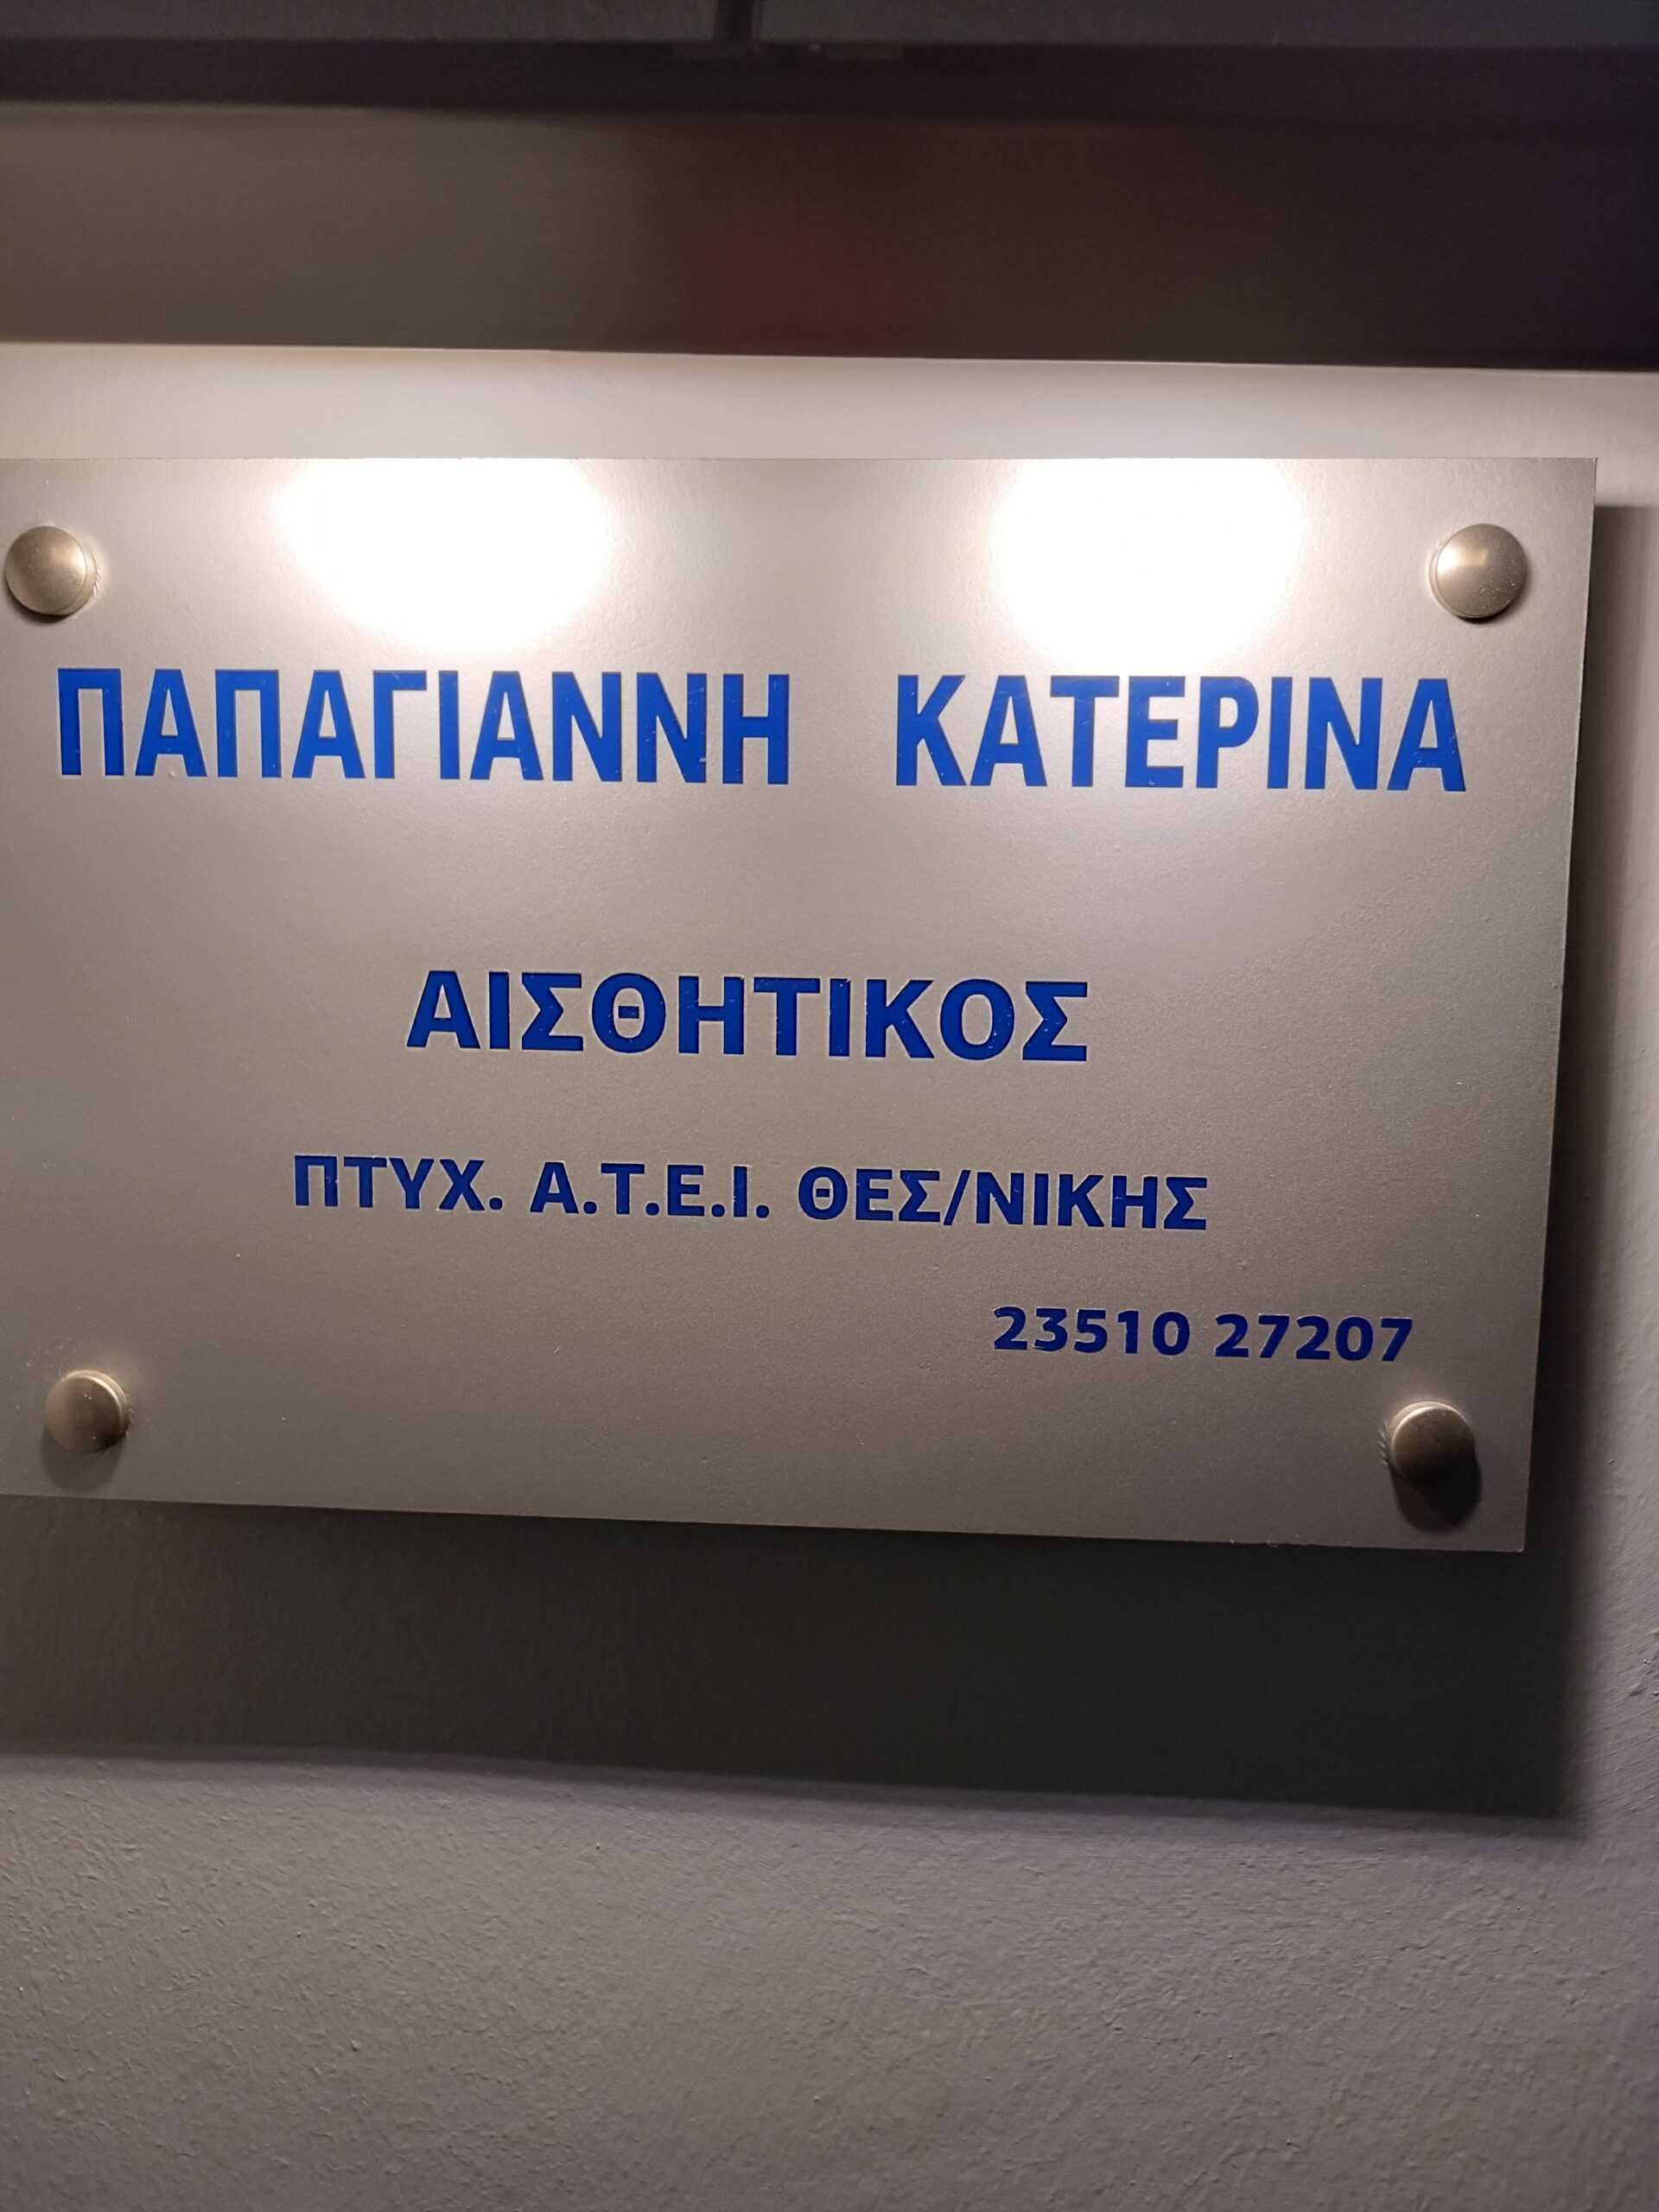 ΠΑΠΑΓΙΑΝΝΗ ΚΑΤΕΡΙΝΑ
ΑΙΣΘΗΤΙΚΟΣ
ΠΤΥΧ. Α.Τ.Ε.Ι. ΘΕΣ/ΝΙΚΗΣ
23510 27207